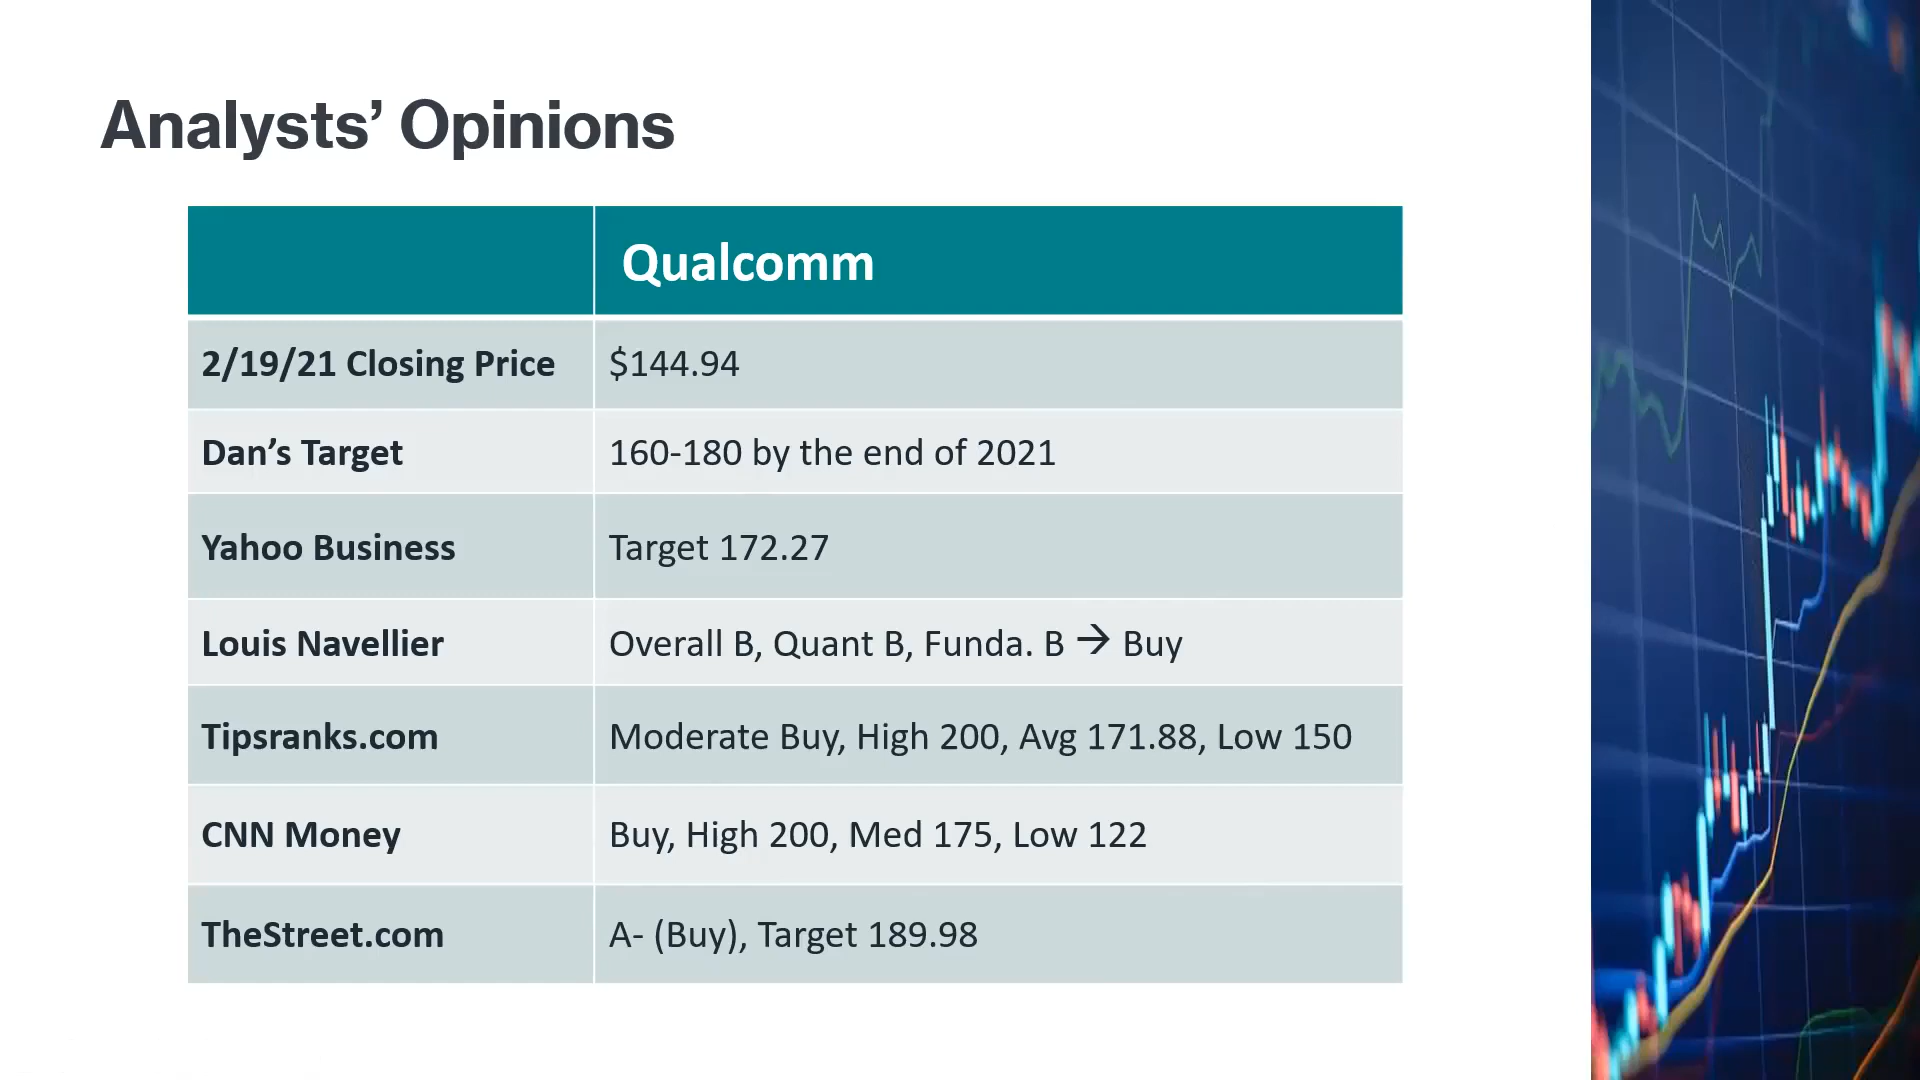 Analysts’ Opinions
Qualcomm
2/19/21 Closing Price $144.94
Dan’s Target 160-180 by the end of 2021
Yahoo Business Target 172.27
Louis Navellier Overall B, Quant B, Funda. B → Buy
Tipsranks.com Moderate Buy, High 200, Avg 171.88, Low 150
CNN Money Buy, High 200, Med 175, Low 122
TheStreet.com A- (Buy), Target 189.98